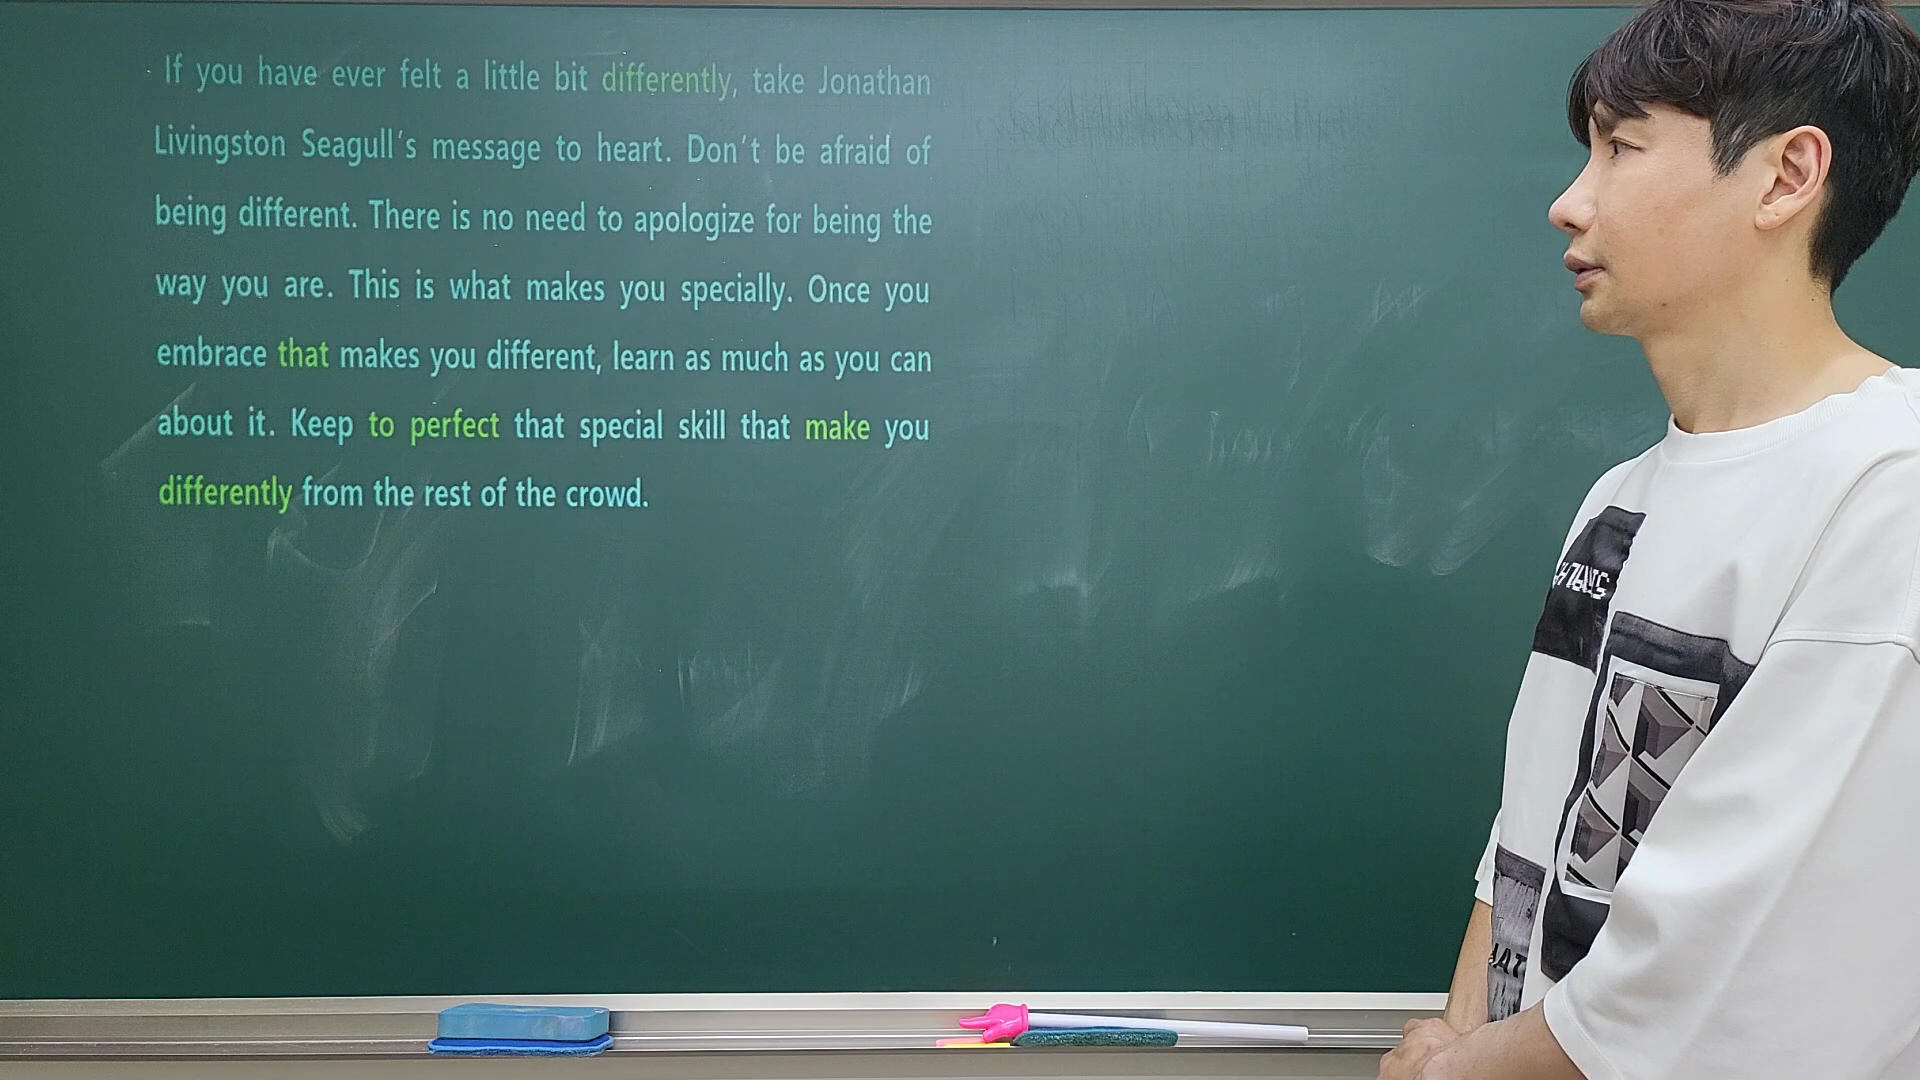 If you have ever felt a little bit differently, take Jonathan
Livingston Seagull's message to heart. Don't be afraid of
being different. There is no need to apologize for being the
way you are. This is what makes you specially. Once you
embrace that makes you different, learn as much as you can
about it. Keep to perfect that special skill that make you
differently from the rest of the crowd.